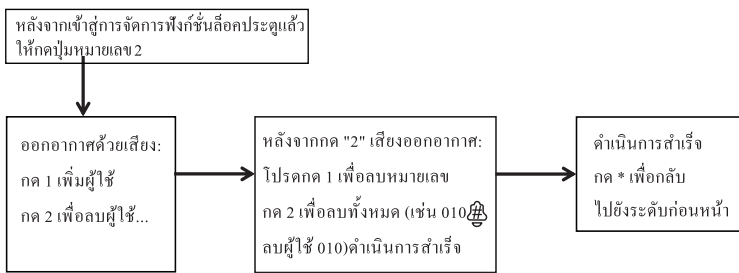 หลังจากเข้าสู่การจัดการฟังก์ชั่นล็อคประตูแล้ว
ให้กดปุ่มหมายเลข 2
ออกอากาศด้วยเสียง:
กด 1 เพิ่มผู้ใช้
กด 2 เพื่อลบผู้ใช้...
หลังจากกด "2" เสียงออกอากาศ:
โปรดกด 1 เพื่อลบหมายเลข
กด 2 เพื่อลบทั้งหมด (เช่น 010#
ลบผู้ใช้ 010)ดำเนินการสำเร็จ
ดำเนินการสำเร็จ
กด * เพื่อกลับ
ไปยังระดับก่อนหน้า